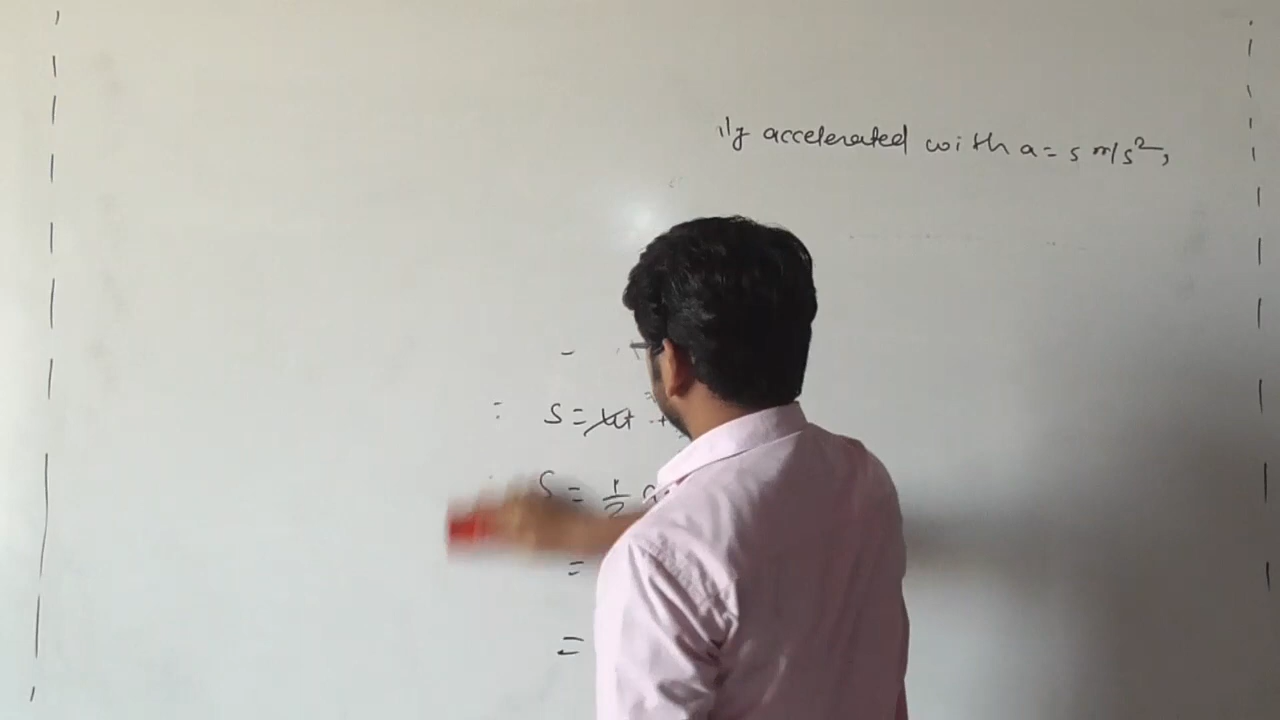 ily accelerated with a = 5 m/s²,
S = ut +
S = 1/2 a
=
=